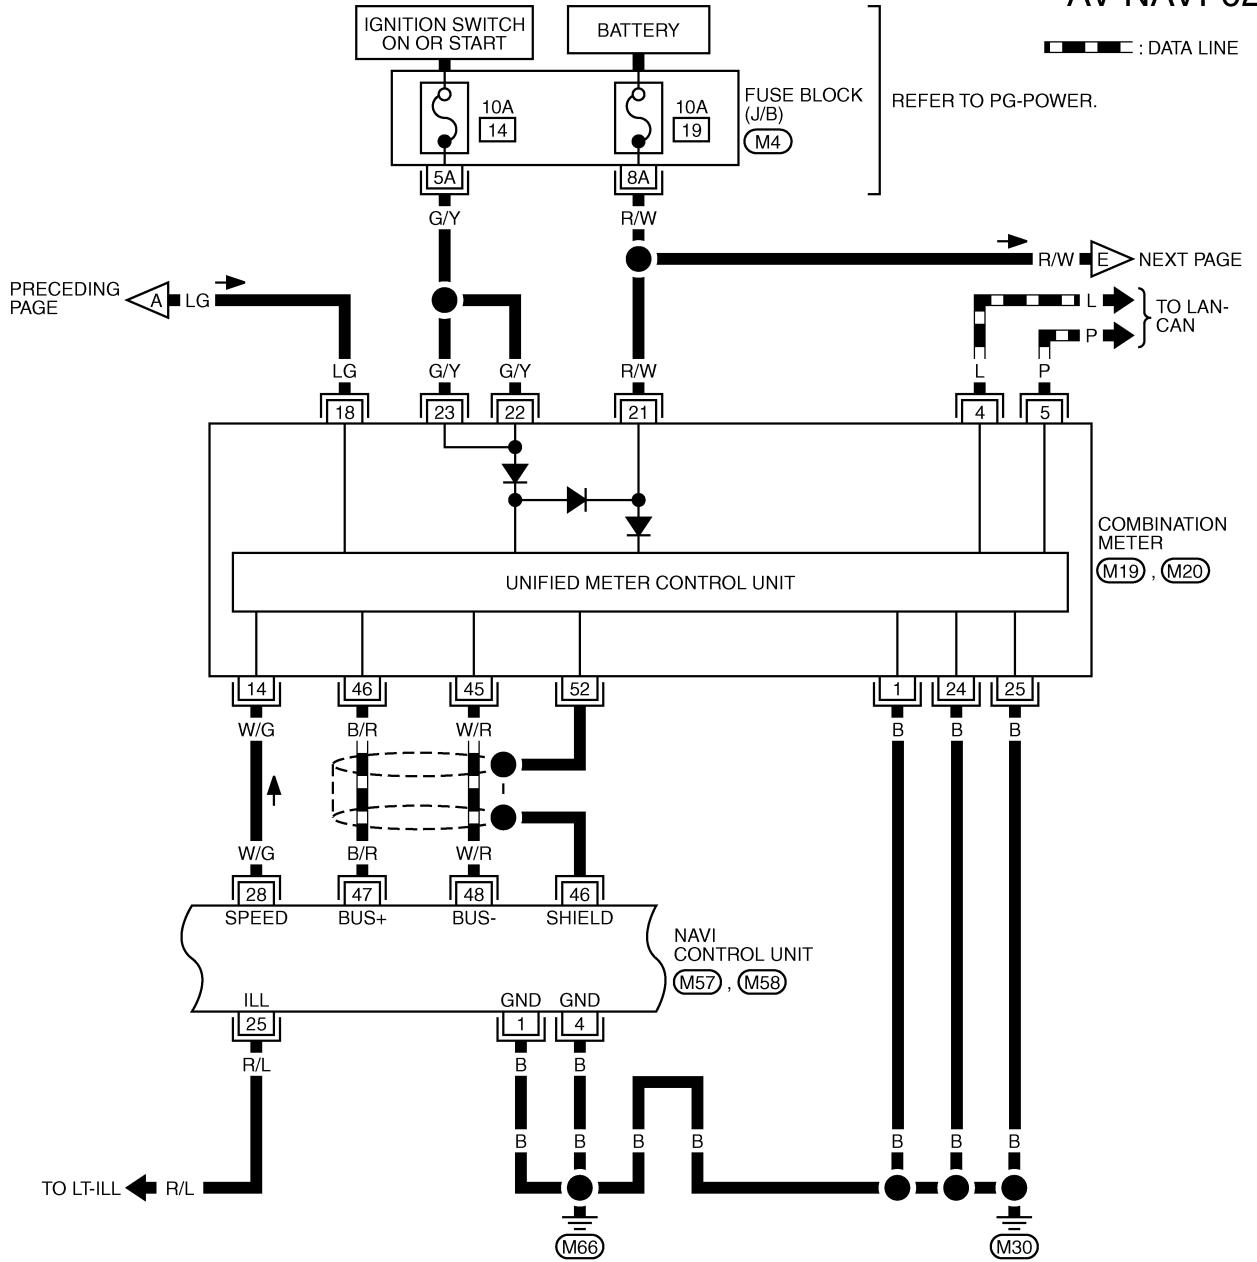 IGNITION SWITCH
ON OR START
BATTERY
: DATA LINE
10A
14
10A
19
FUSE BLOCK
(J/B)
M4
REFER TO PG-POWER.
5A
8A
G/Y
R/W
R/W
E
NEXT PAGE
PRECEDING
PAGE
A
LG
L
P
TO LAN-
CAN
LG
G/Y
G/Y
R/W
L
P
18
23
22
21
4
5
COMBINATION
METER
M19 , M20
UNIFIED METER CONTROL UNIT
14
46
45
52
1
24
25
W/G
B/R
W/R
B
B
B
W/G
B/R
W/R
28
47
48
46
SPEED
BUS+
BUS-
SHIELD
NAVI
CONTROL UNIT
M57 , M58
ILL
GND
GND
25
1
4
R/L
B
B
B
B
B
B
B
B
B
TO LT-ILL
R/L
M66
M30